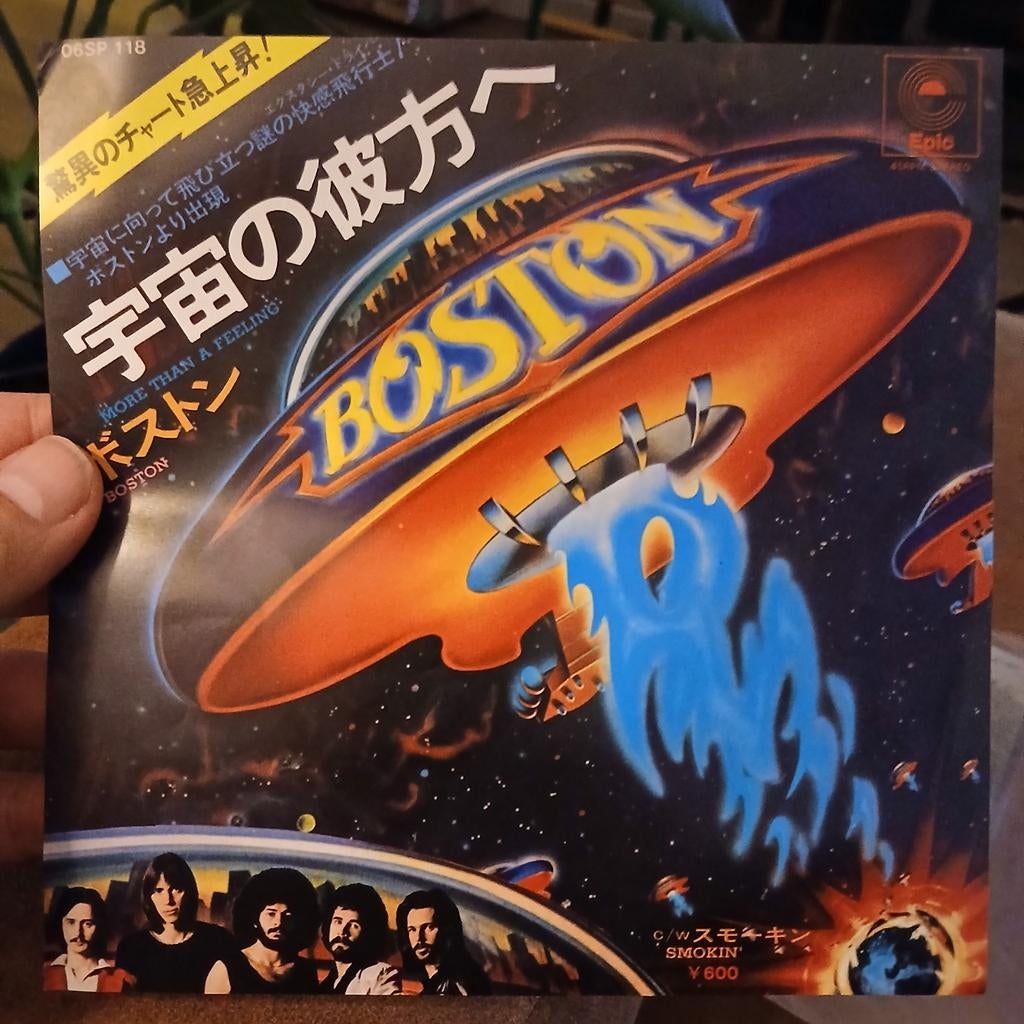 06SP 118
驚異のチャート急上昇!
エクスタシー・ドライバー
■宇宙に向って飛び立つ謎の快感飛行士!
ボストンより出現
宇宙の彼方へ
MORE THAN A FEELING
ボストン
BOSTON
Epic
STEREO
BOSTON
c/w スモーキン
SMOKIN'
¥600